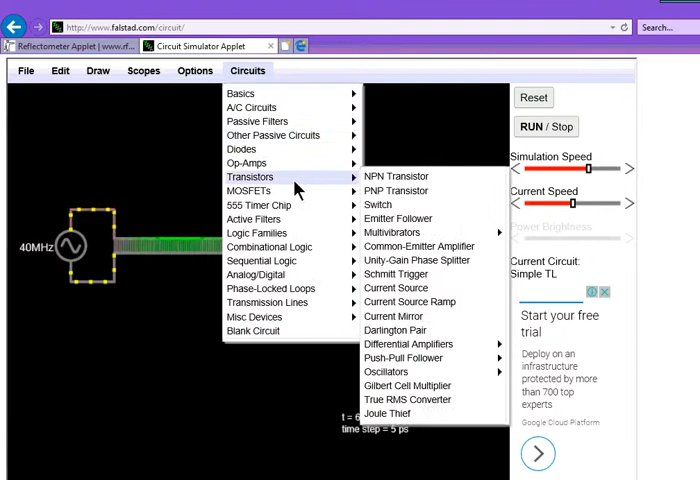 http://www.falstad.com/circuit/
Search...
Reflectometer Applet | www.rf...
Circuit Simulator Applet
File Edit Draw Scopes Options Circuits
Basics
A/C Circuits
Passive Filters
Other Passive Circuits
Diodes
Op-Amps
Transistors
MOSFETs
555 Timer Chip
Active Filters
Logic Families
Combinational Logic
Sequential Logic
Analog/Digital
Phase-Locked Loops
Transmission Lines
Misc Devices
Blank Circuit
NPN Transistor
PNP Transistor
Switch
Emitter Follower
Multivibrators
Common-Emitter Amplifier
Unity-Gain Phase Splitter
Schmitt Trigger
Current Source
Current Source Ramp
Current Mirror
Darlington Pair
Differential Amplifiers
Push-Pull Follower
Oscillators
Gilbert Cell Multiplier
True RMS Converter
Joule Thief
40MHz
t = 6
time step = 5 ps
Reset
RUN / Stop
Simulation Speed
Current Speed
Power Brightness
Current Circuit:
Simple TL
Start your free
trial
Deploy on an
infrastructure
protected by more
than 700 top
experts
Google Cloud Platform